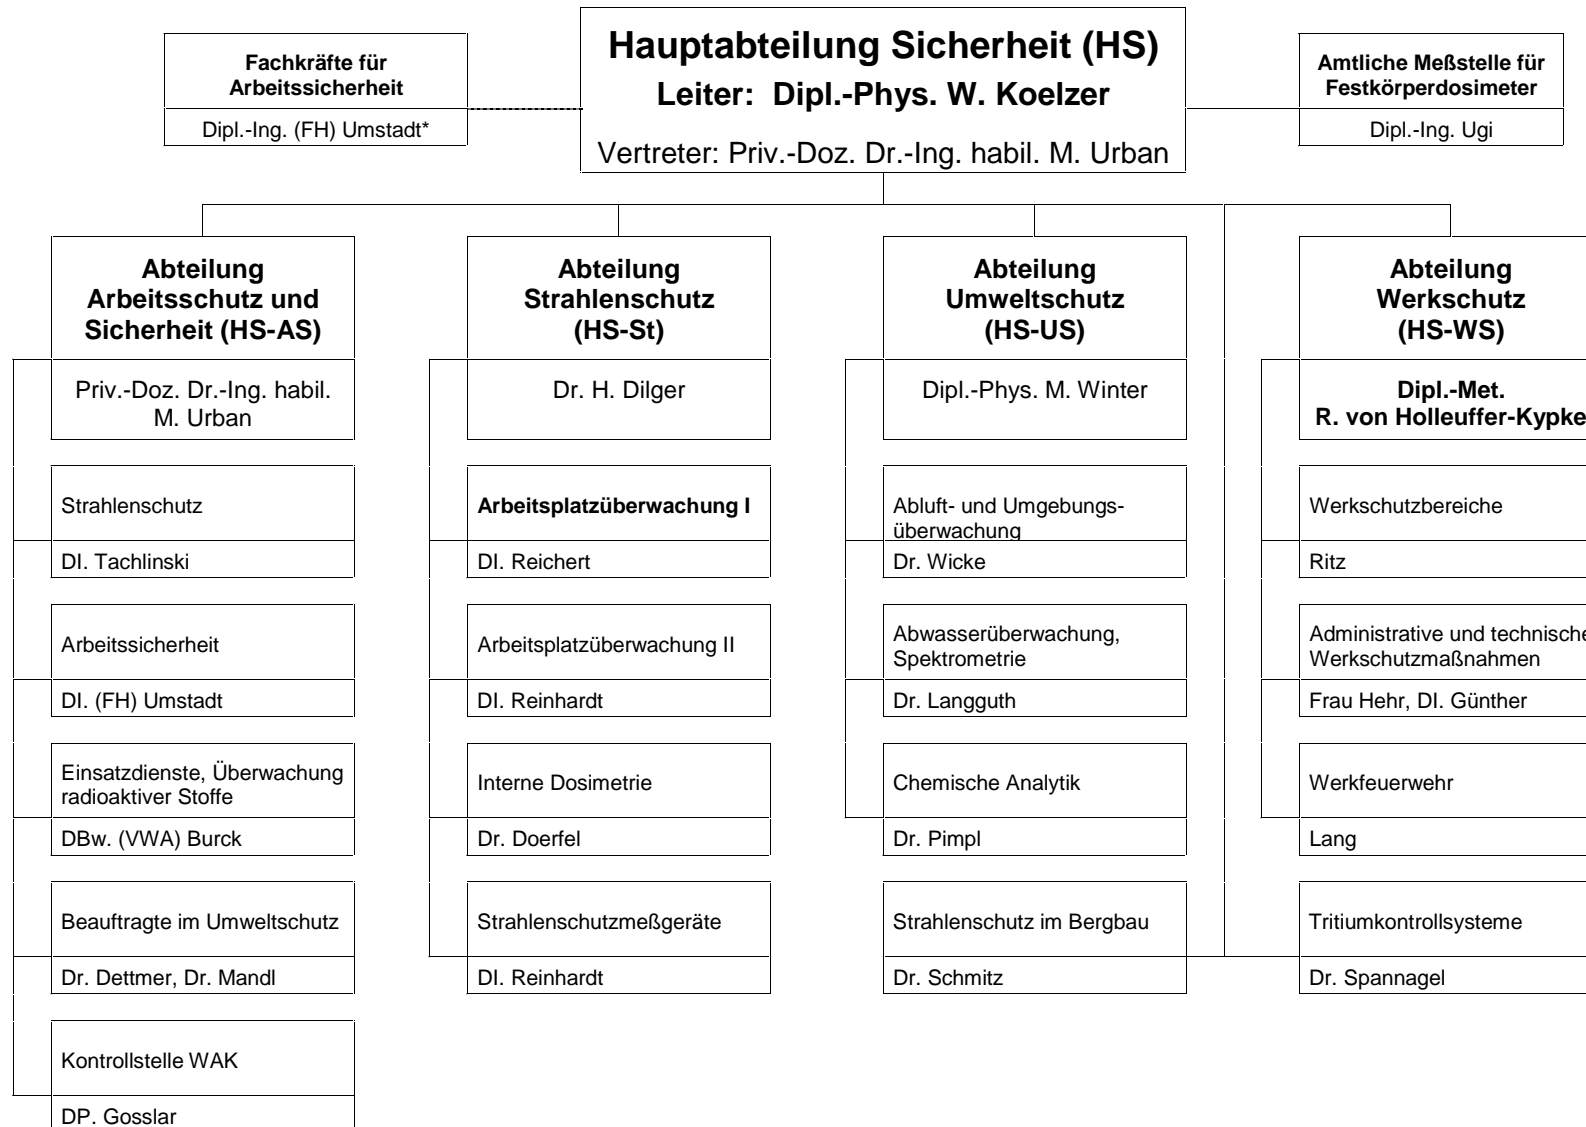 Fachkräfte für
Arbeitssicherheit
Dipl.-Ing. (FH) Umstadt*
Hauptabteilung Sicherheit (HS)
Leiter: Dipl.-Phys. W. Koelzer
Vertreter: Priv.-Doz. Dr.-Ing. habil. M. Urban
Amtliche Meßstelle für
Festkörperdosimeter
Dipl.-Ing. Ugi
Abteilung
Arbeitsschutz und
Sicherheit (HS-AS)
Priv.-Doz. Dr.-Ing. habil.
M. Urban
Strahlenschutz
DI. Tachlinski
Arbeitssicherheit
DI. (FH) Umstadt
Einsatzdienste, Überwachung
radioaktiver Stoffe
DBw. (VWA) Burck
Beauftragte im Umweltschutz
Dr. Dettmer, Dr. Mandl
Kontrollstelle WAK
DP. Gosslar
Abteilung
Strahlenschutz
(HS-St)
Dr. H. Dilger
Arbeitsplatzüberwachung I
DI. Reichert
Arbeitsplatzüberwachung II
DI. Reinhardt
Interne Dosimetrie
Dr. Doerfel
Strahlenschutzmeßgeräte
DI. Reinhardt
Abteilung
Umweltschutz
(HS-US)
Dipl.-Phys. M. Winter
Abluft- und Umgebungs-
überwachung
Dr. Wicke
Abwasserüberwachung,
Spektrometrie
Dr. Langguth
Chemische Analytik
Dr. Pimpl
Strahlenschutz im Bergbau
Dr. Schmitz
Abteilung
Werkschutz
(HS-WS)
Dipl.-Met.
R. von Holleuffer-Kypke
Werkschutzbereiche
Ritz
Administrative und technische
Werkschutzmaßnahmen
Frau Hehr, DI. Günther
Werkfeuerwehr
Lang
Tritiumkontrollsysteme
Dr. Spannagel